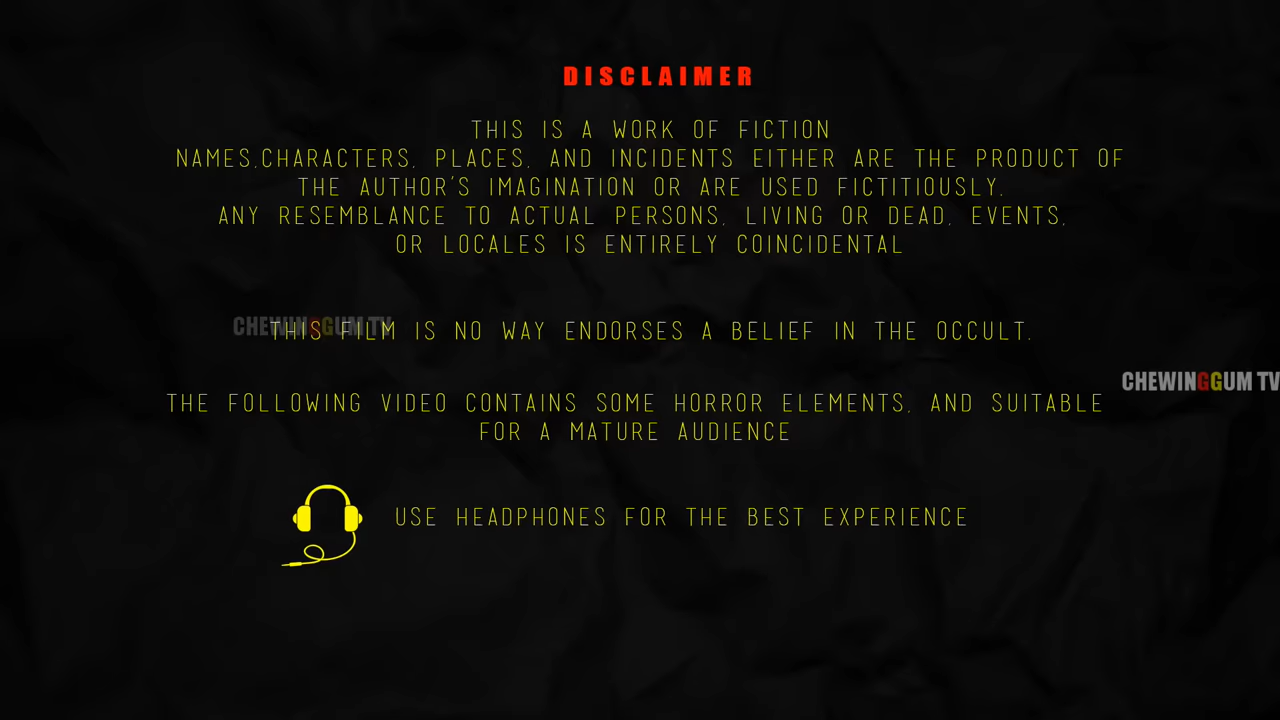 DISCLAIMER
THIS IS A WORK OF FICTION
NAMES,CHARACTERS, PLACES, AND INCIDENTS EITHER ARE THE PRODUCT OF
THE AUTHOR'S IMAGINATION OR ARE USED FICTITIOUSLY.
ANY RESEMBLANCE TO ACTUAL PERSONS, LIVING OR DEAD, EVENTS,
OR LOCALES IS ENTIRELY COINCIDENTAL
CHEWINGGUM TV
THIS FILM IS NO WAY ENDORSES A BELIEF IN THE OCCULT.
CHEWINGGUM TV
THE FOLLOWING VIDEO CONTAINS SOME HORROR ELEMENTS, AND SUITABLE
FOR A MATURE AUDIENCE
USE HEADPHONES FOR THE BEST EXPERIENCE